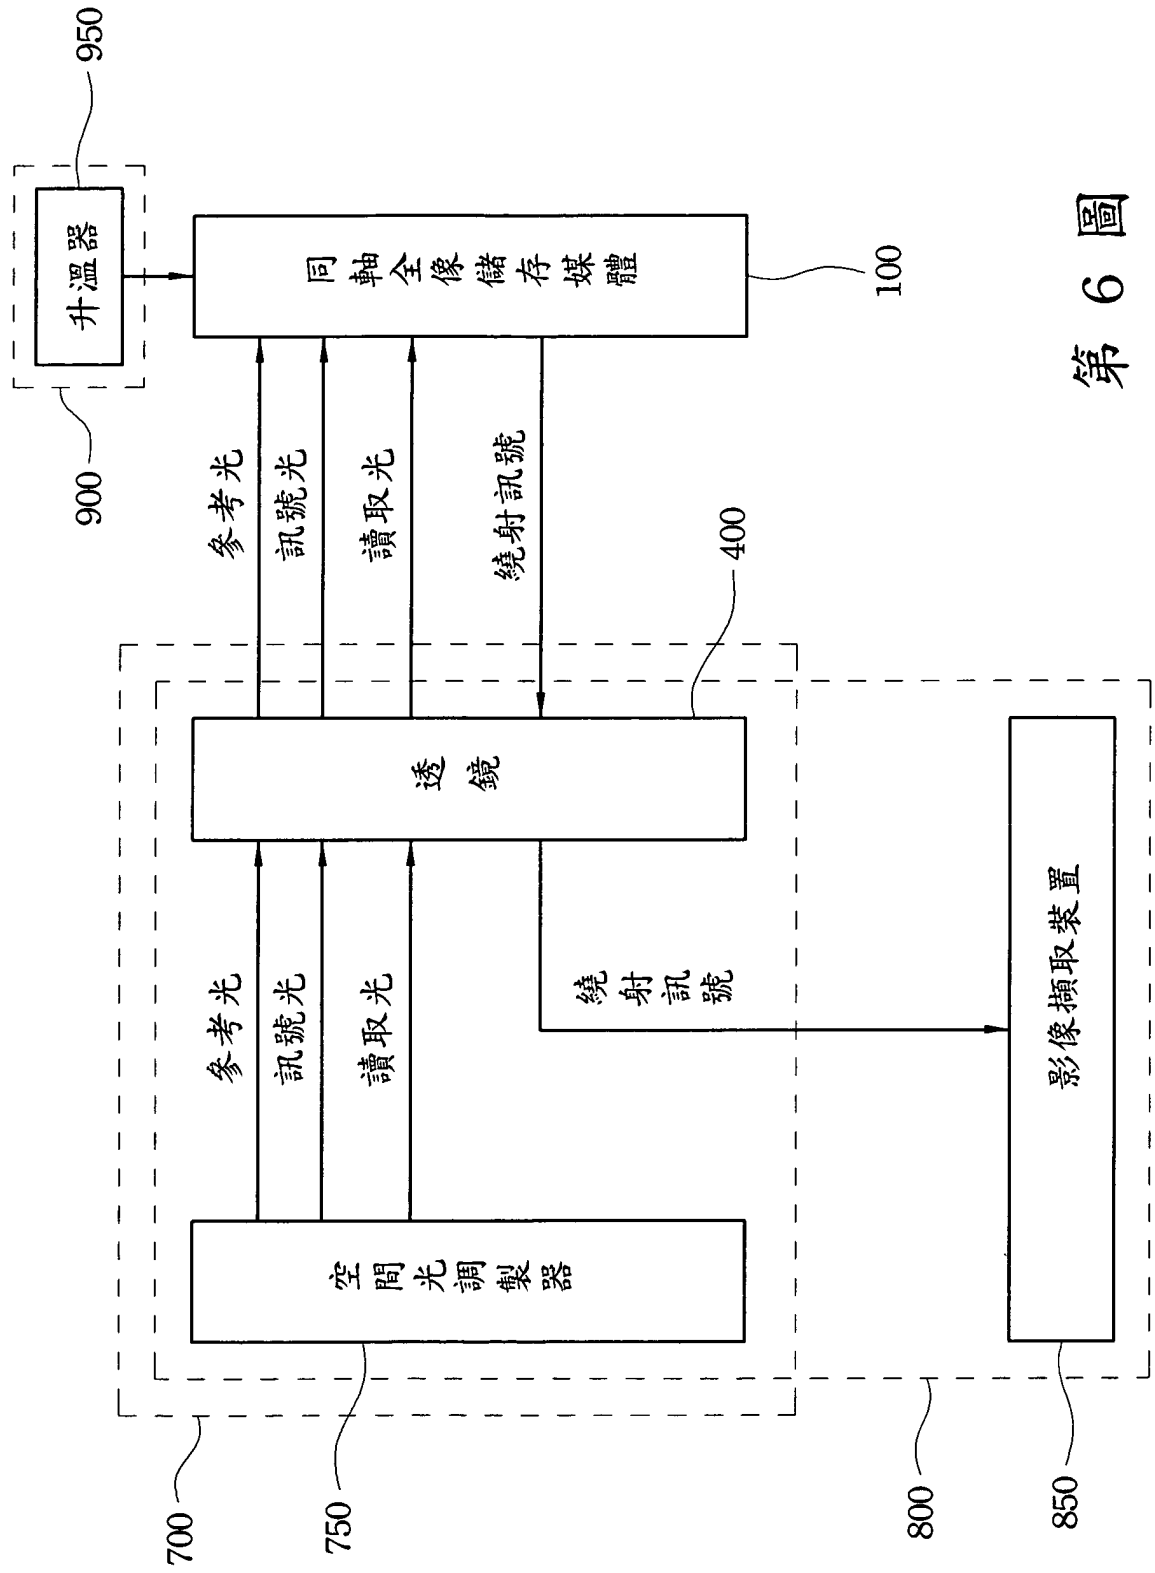 950
升溫器
900
同軸全像儲存媒體
100
參考光
訊號光
讀取光
繞射訊號
400
透鏡
參考光
訊號光
讀取光
繞射訊號
空間光調製器
影像擷取裝置
700
750
800
850
第 6 圖